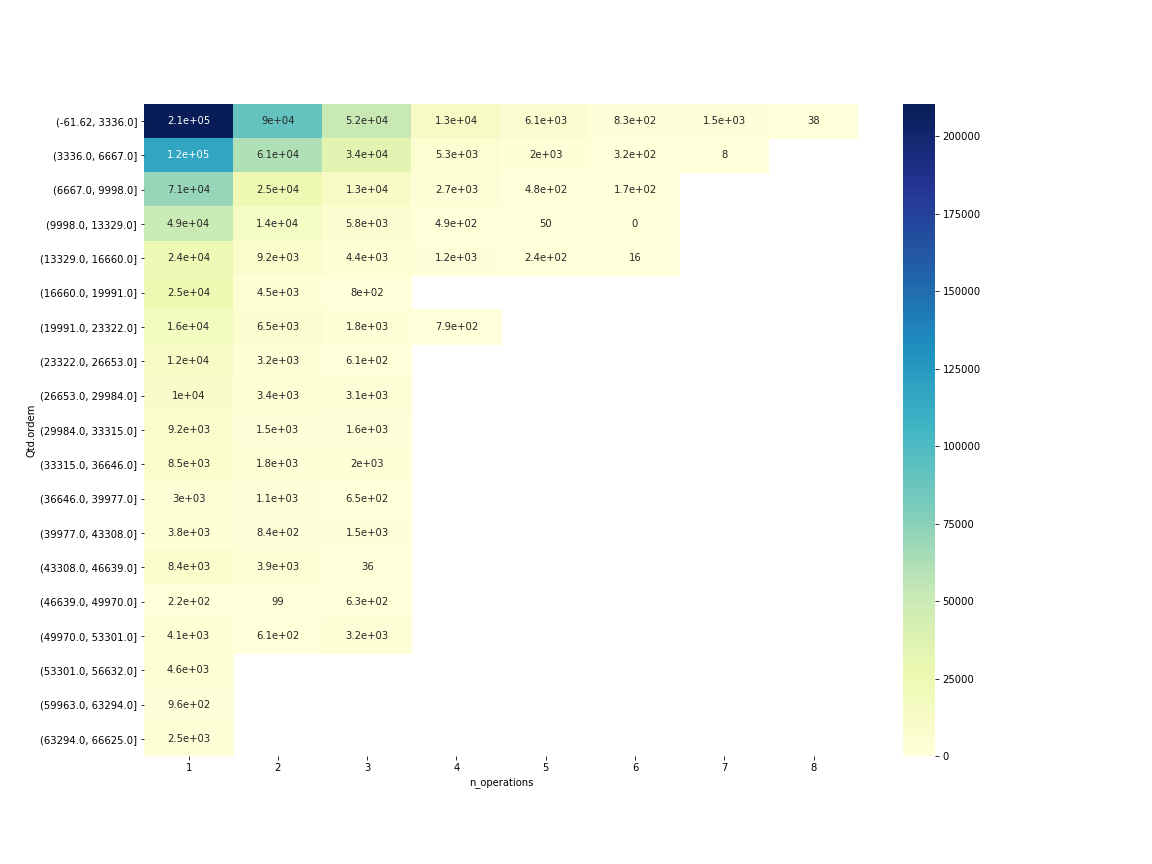 (-61.62, 3336.0] 2.1e+05 9e+04 5.2e+04 1.3e+04 6.1e+03 8.3e+02 1.5e+03 38
(3336.0, 6667.0] 1.2e+05 6.1e+04 3.4e+04 5.3e+03 2e+03 3.2e+02 8
(6667.0, 9998.0] 7.1e+04 2.5e+04 1.3e+04 2.7e+03 4.8e+02 1.7e+02
(9998.0, 13329.0] 4.9e+04 1.4e+04 5.8e+03 4.9e+02 50 0
(13329.0, 16660.0] 2.4e+04 9.2e+03 4.4e+03 1.2e+03 2.4e+02 16
(16660.0, 19991.0] 2.5e+04 4.5e+03 8e+02
(19991.0, 23322.0] 1.6e+04 6.5e+03 1.8e+03 7.9e+02
(23322.0, 26653.0] 1.2e+04 3.2e+03 6.1e+02
(26653.0, 29984.0] 1e+04 3.4e+03 3.1e+03
(29984.0, 33315.0] 9.2e+03 1.5e+03 1.6e+03
(33315.0, 36646.0] 8.5e+03 1.8e+03 2e+03
(36646.0, 39977.0] 3e+03 1.1e+03 6.5e+02
(39977.0, 43308.0] 3.8e+03 8.4e+02 1.5e+03
(43308.0, 46639.0] 8.4e+03 3.9e+03 36
(46639.0, 49970.0] 2.2e+02 99 6.3e+02
(49970.0, 53301.0] 4.1e+03 6.1e+02 3.2e+03
(53301.0, 56632.0] 4.6e+03
(59963.0, 63294.0] 9.6e+02
(63294.0, 66625.0] 2.5e+03
Qtd.ordem
1 2 3 4 5 6 7 8
n_operations
200000
175000
150000
125000
100000
75000
50000
25000
0